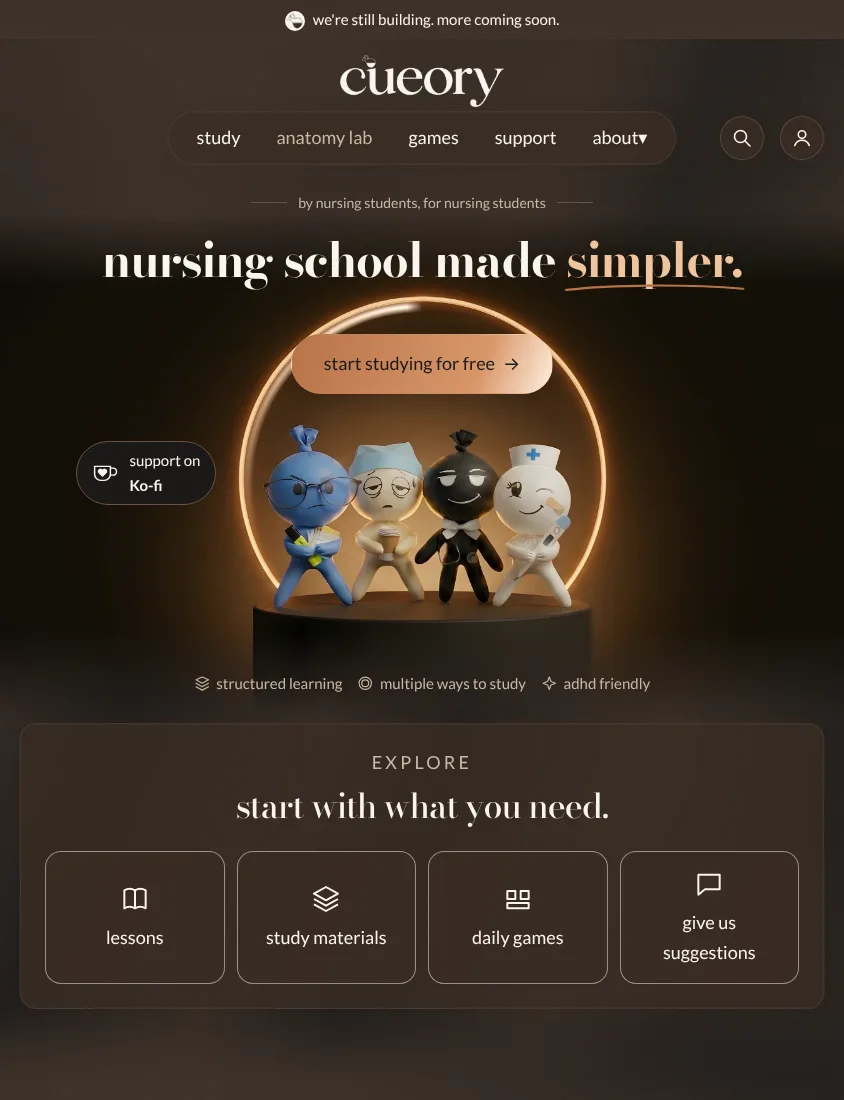 we're still building. more coming soon.
cueory
study anatomy lab games support about▾
by nursing students, for nursing students
nursing school made simpler.
start studying for free →
support on
Ko-fi
structured learning multiple ways to study adhd friendly
EXPLORE
start with what you need.
lessons study materials daily games give us
suggestions